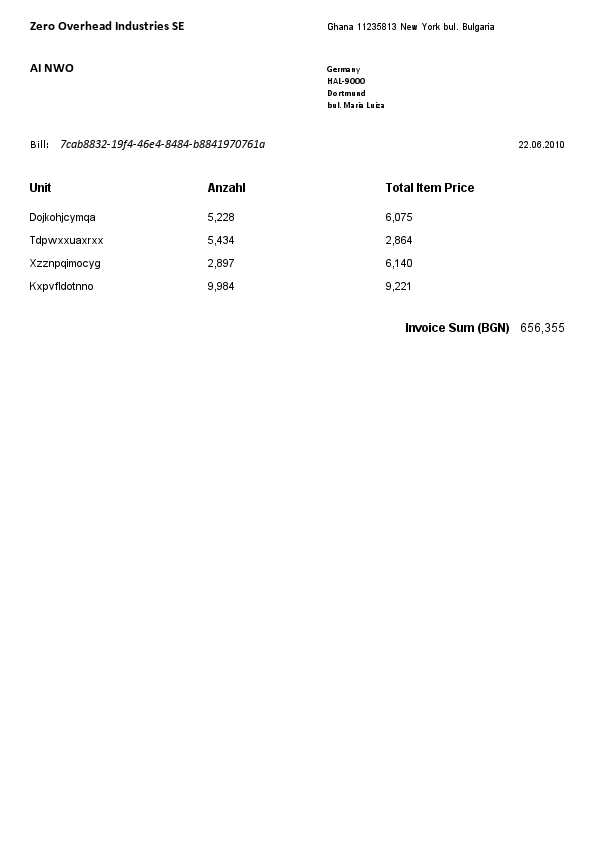 Zero Overhead Industries SE Ghana 11235813 New York bul. Bulgaria
AI NWO
Germany
HAL-9000
Dortmund
bul. Maria Luiza
Bill: 7cab8832-19f4-46e4-8484-b8841970761a 22.06.2010
Unit Anzahl Total Item Price
Dojkohjcymqa 5,228 6,075
Tdpwxxuaxrxx 5,434 2,864
Xzznpqimocyg 2,897 6,140
Kxpvfldotnno 9,984 9,221
Invoice Sum (BGN) 656,355